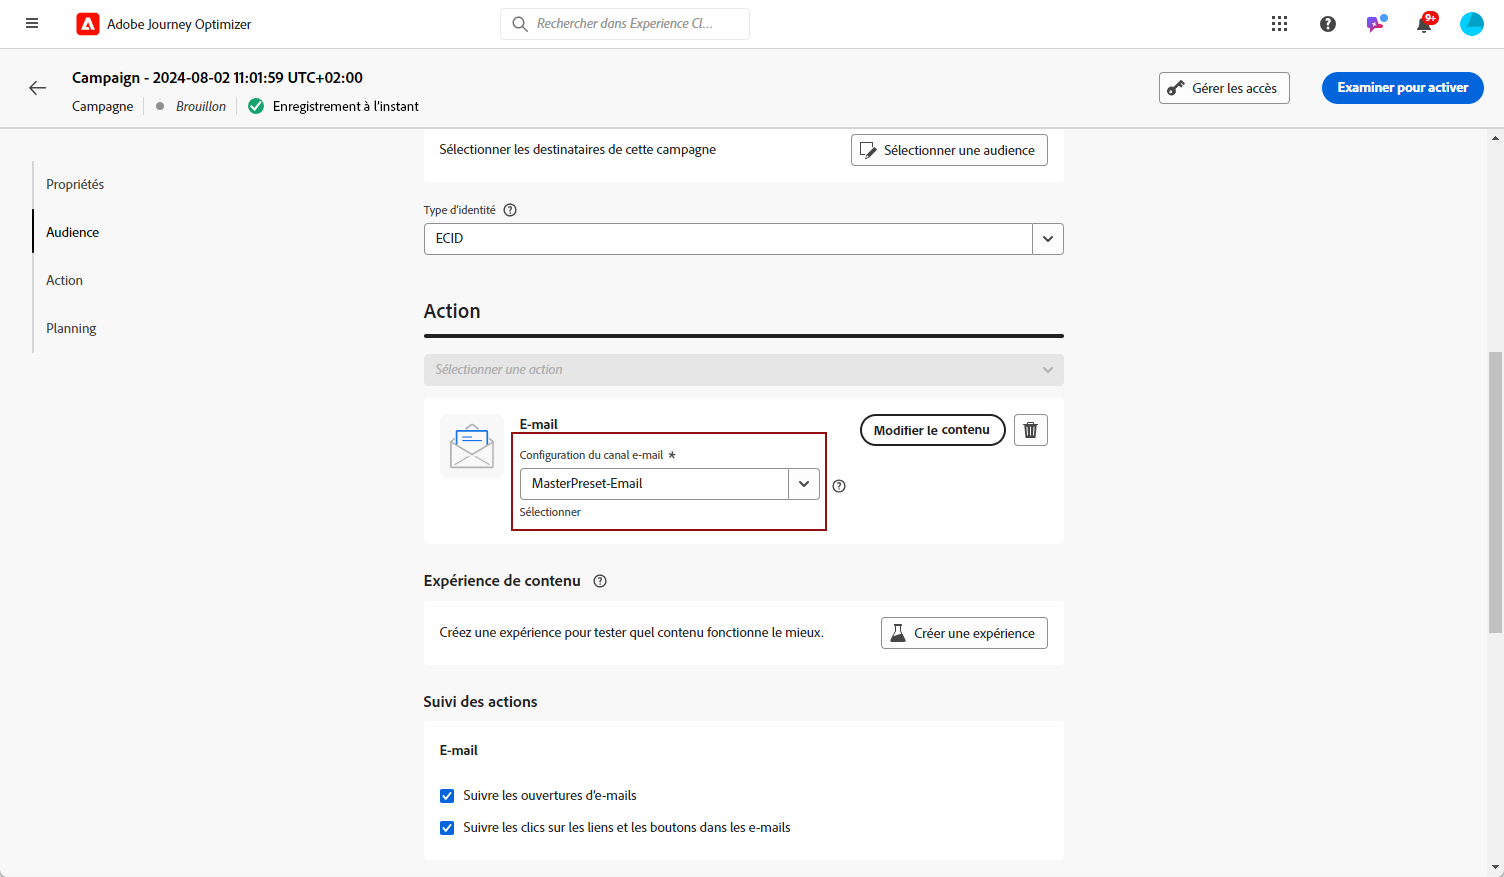 Adobe Journey Optimizer
Rechercher dans Experience Cl...
9+
Campaign - 2024-08-02 11:01:59 UTC+02:00
Campagne
Brouillon
Enregistrement à l'instant
Gérer les accès
Examiner pour activer
Propriétés
Audience
Action
Planning
Sélectionner les destinataires de cette campagne
Sélectionner une audience
Type d'identité
ECID
Action
Sélectionner une action
E-mail
Modifier le contenu
Configuration du canal e-mail *
MasterPreset-Email
Sélectionner
Expérience de contenu
Créez une expérience pour tester quel contenu fonctionne le mieux.
Créer une expérience
Suivi des actions
E-mail
Suivre les ouvertures d'e-mails
Suivre les clics sur les liens et les boutons dans les e-mails